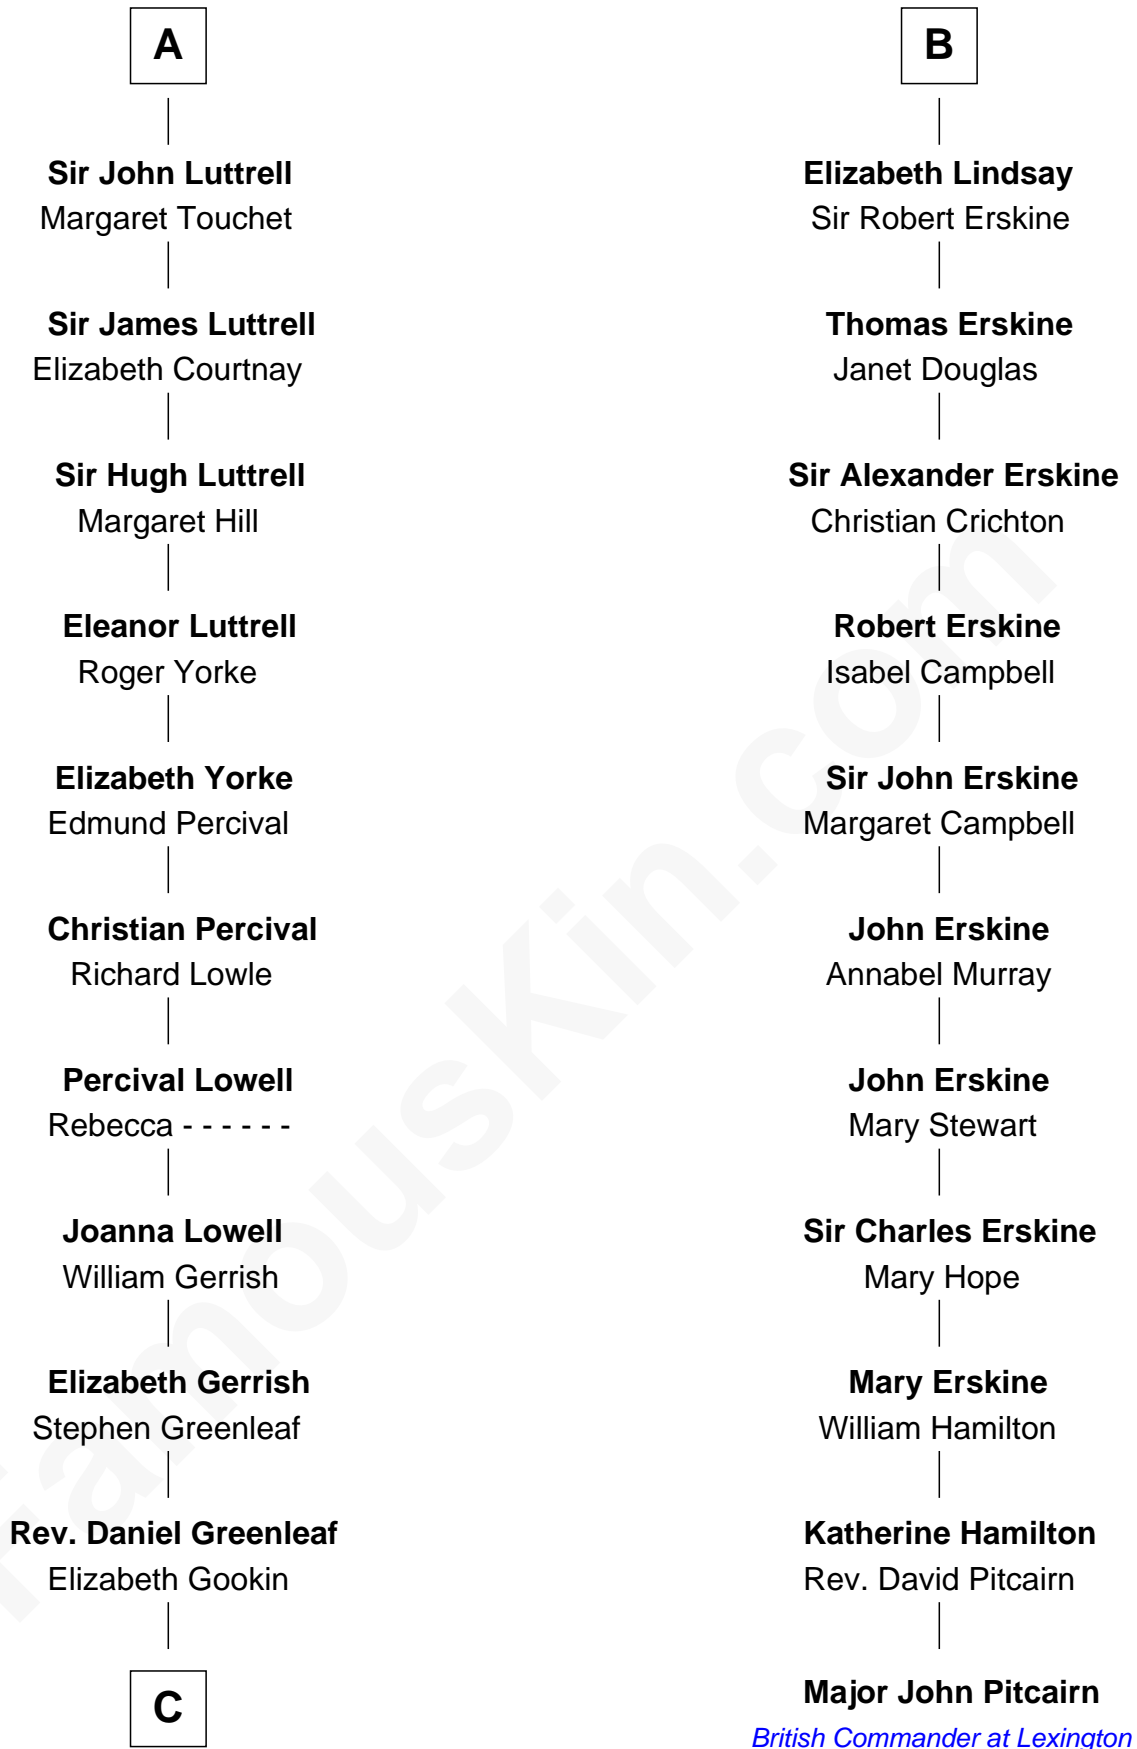 A
Sir John Luttrell
Margaret Touchet
Sir James Luttrell
Elizabeth Courtnay
Sir Hugh Luttrell
Margaret Hill
Eleanor Luttrell
Roger Yorke
Elizabeth Yorke
Edmund Percival
Christian Percival
Richard Lowle
Percival Lowell
Rebecca - - - - - -
Joanna Lowell
William Gerrish
Elizabeth Gerrish
Stephen Greenleaf
Rev. Daniel Greenleaf
Elizabeth Gookin
C
B
Elizabeth Lindsay
Sir Robert Erskine
Thomas Erskine
Janet Douglas
Sir Alexander Erskine
Christian Crichton
Robert Erskine
Isabel Campbell
Sir John Erskine
Margaret Campbell
John Erskine
Annabel Murray
John Erskine
Mary Stewart
Sir Charles Erskine
Mary Hope
Mary Erskine
William Hamilton
Katherine Hamilton
Rev. David Pitcairn
Major John Pitcairn
British Commander at Lexington
FamousKin.com